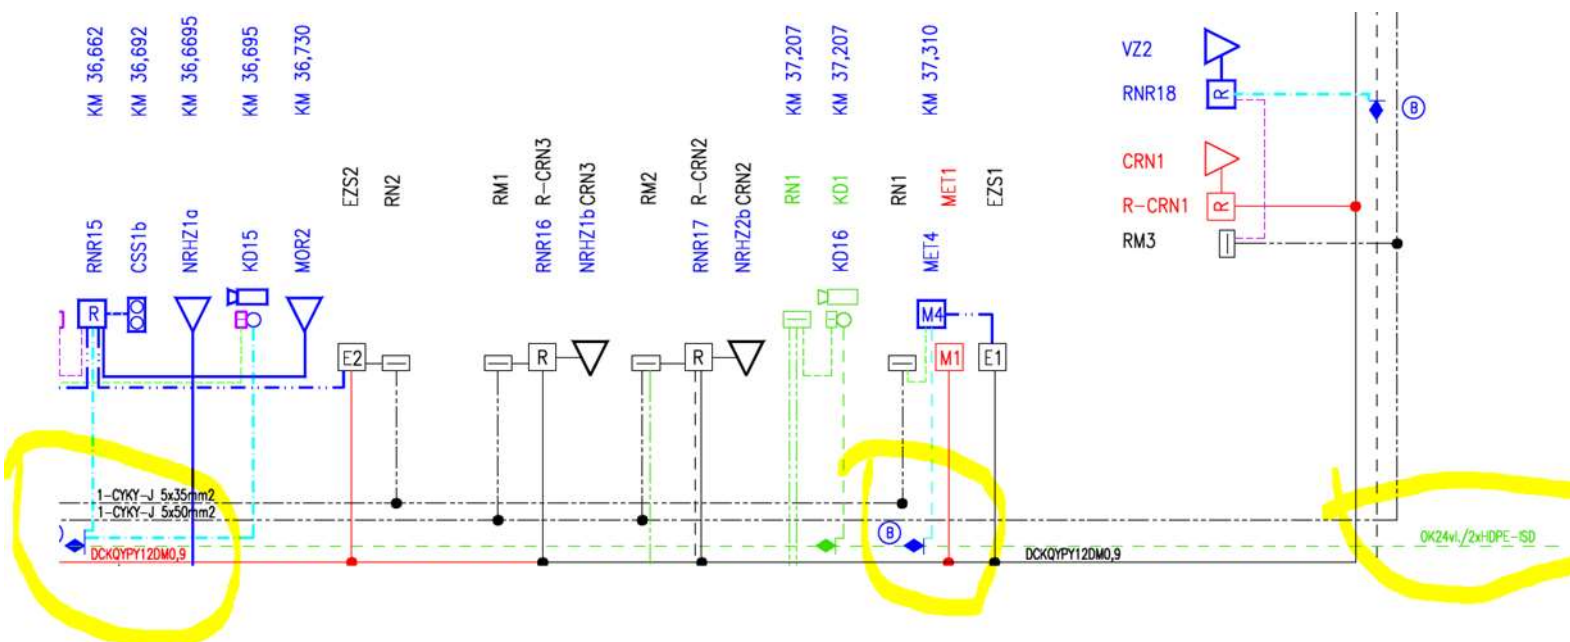 KM 36,662
KM 36,692
KM 36,6695
KM 36,695
KM 36,730
KM 37,207
KM 37,207
KM 37,310
VZ2
RNR18
R
B
CRN1
R-CRN1
R
RM3
EZS2
RN2
RM1
R-CRN3
CRN3
RM2
R-CRN2
CRN2
RN1
KD1
RN1
MET1
EZS1
RNR15
CSS1b
NRHZ1a
KD15
MOR2
RNR16
NRHZ1b
RNR17
NRHZ2b
KD16
MET4
R
M4
E2
R
R
M1
E1
1-CYKY-J 5x35mm2
1-CYKY-J 5x50mm2
B
DCKQYPY12DM0,9
DCKQYPY12DM0,9
OK24vl./2xHDPE-ISD